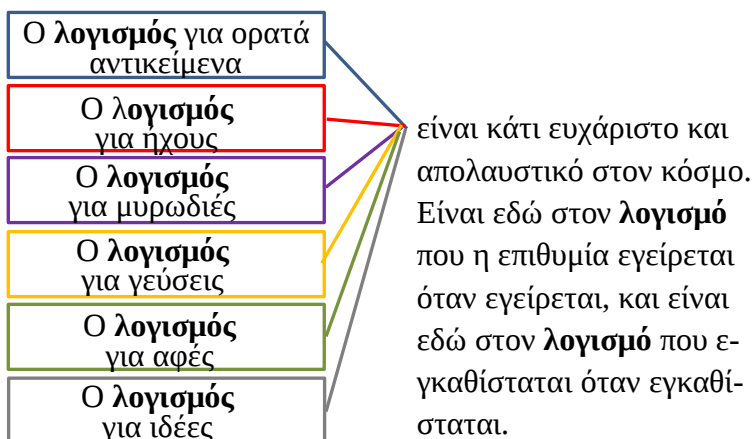 Ο λογισμός για ορατά
αντικείμενα
Ο λογισμός
για ήχους
Ο λογισμός
για μυρωδιές
Ο λογισμός
για γεύσεις
Ο λογισμός
για αφές
Ο λογισμός
για ιδέες
είναι κάτι ευχάριστο και
απολαυστικό στον κόσμο.
Είναι εδώ στον λογισμό
που η επιθυμία εγείρεται
όταν εγείρεται, και είναι
εδώ στον λογισμό που ε-
γκαθίσταται όταν εγκαθί-
σταται.